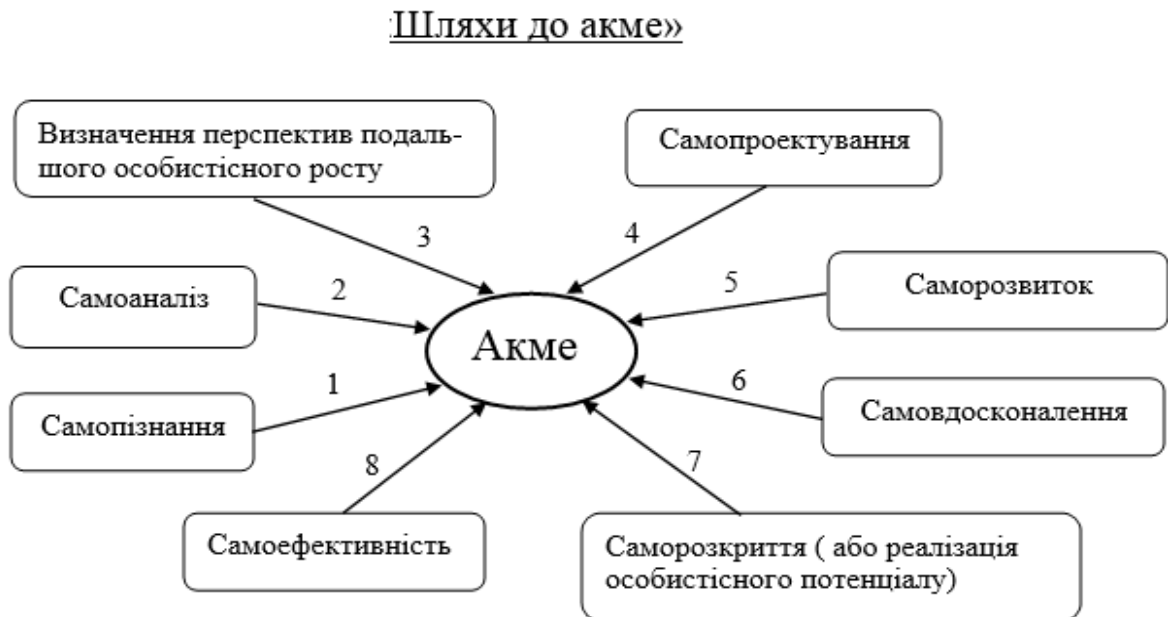 Шляхи до акме»
Визначення перспектив подаль-
шого особистісного росту
Самопроектування
3
4
Самоаналіз
2
5
Саморозвиток
Акме
Самопізнання
1
6
Самовдосконалення
8
7
Самоефективність
Саморозкриття ( або реалізація
особистісного потенціалу)